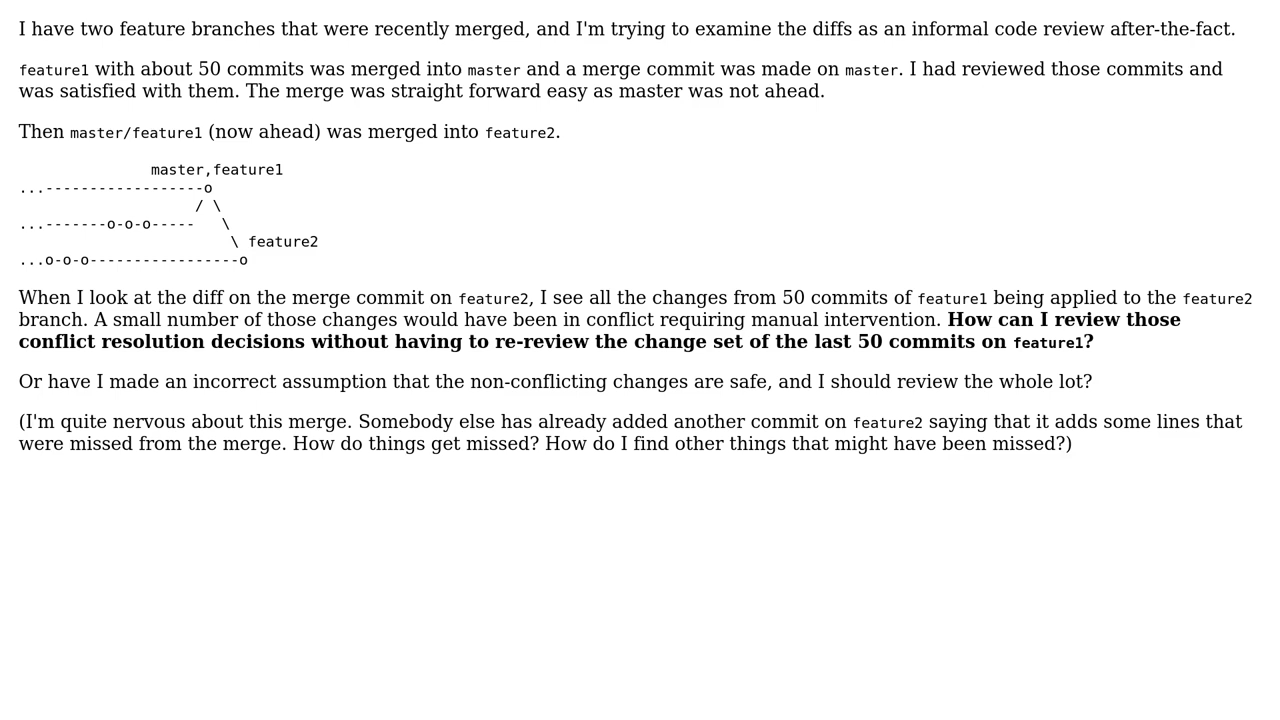 I have two feature branches that were recently merged, and I'm trying to examine the diffs as an informal code review after-the-fact.
feature1 with about 50 commits was merged into master and a merge commit was made on master. I had reviewed those commits and
was satisfied with them. The merge was straight forward easy as master was not ahead.
Then master/feature1 (now ahead) was merged into feature2.
               master,feature1
...------------------o
                    / \
...-------o-o-o-----   \
                        \ feature2
...o-o-o-----------------o
When I look at the diff on the merge commit on feature2, I see all the changes from 50 commits of feature1 being applied to the feature2
branch. A small number of those changes would have been in conflict requiring manual intervention. How can I review those
conflict resolution decisions without having to re-review the change set of the last 50 commits on feature1?
Or have I made an incorrect assumption that the non-conflicting changes are safe, and I should review the whole lot?
(I'm quite nervous about this merge. Somebody else has already added another commit on feature2 saying that it adds some lines that
were missed from the merge. How do things get missed? How do I find other things that might have been missed?)